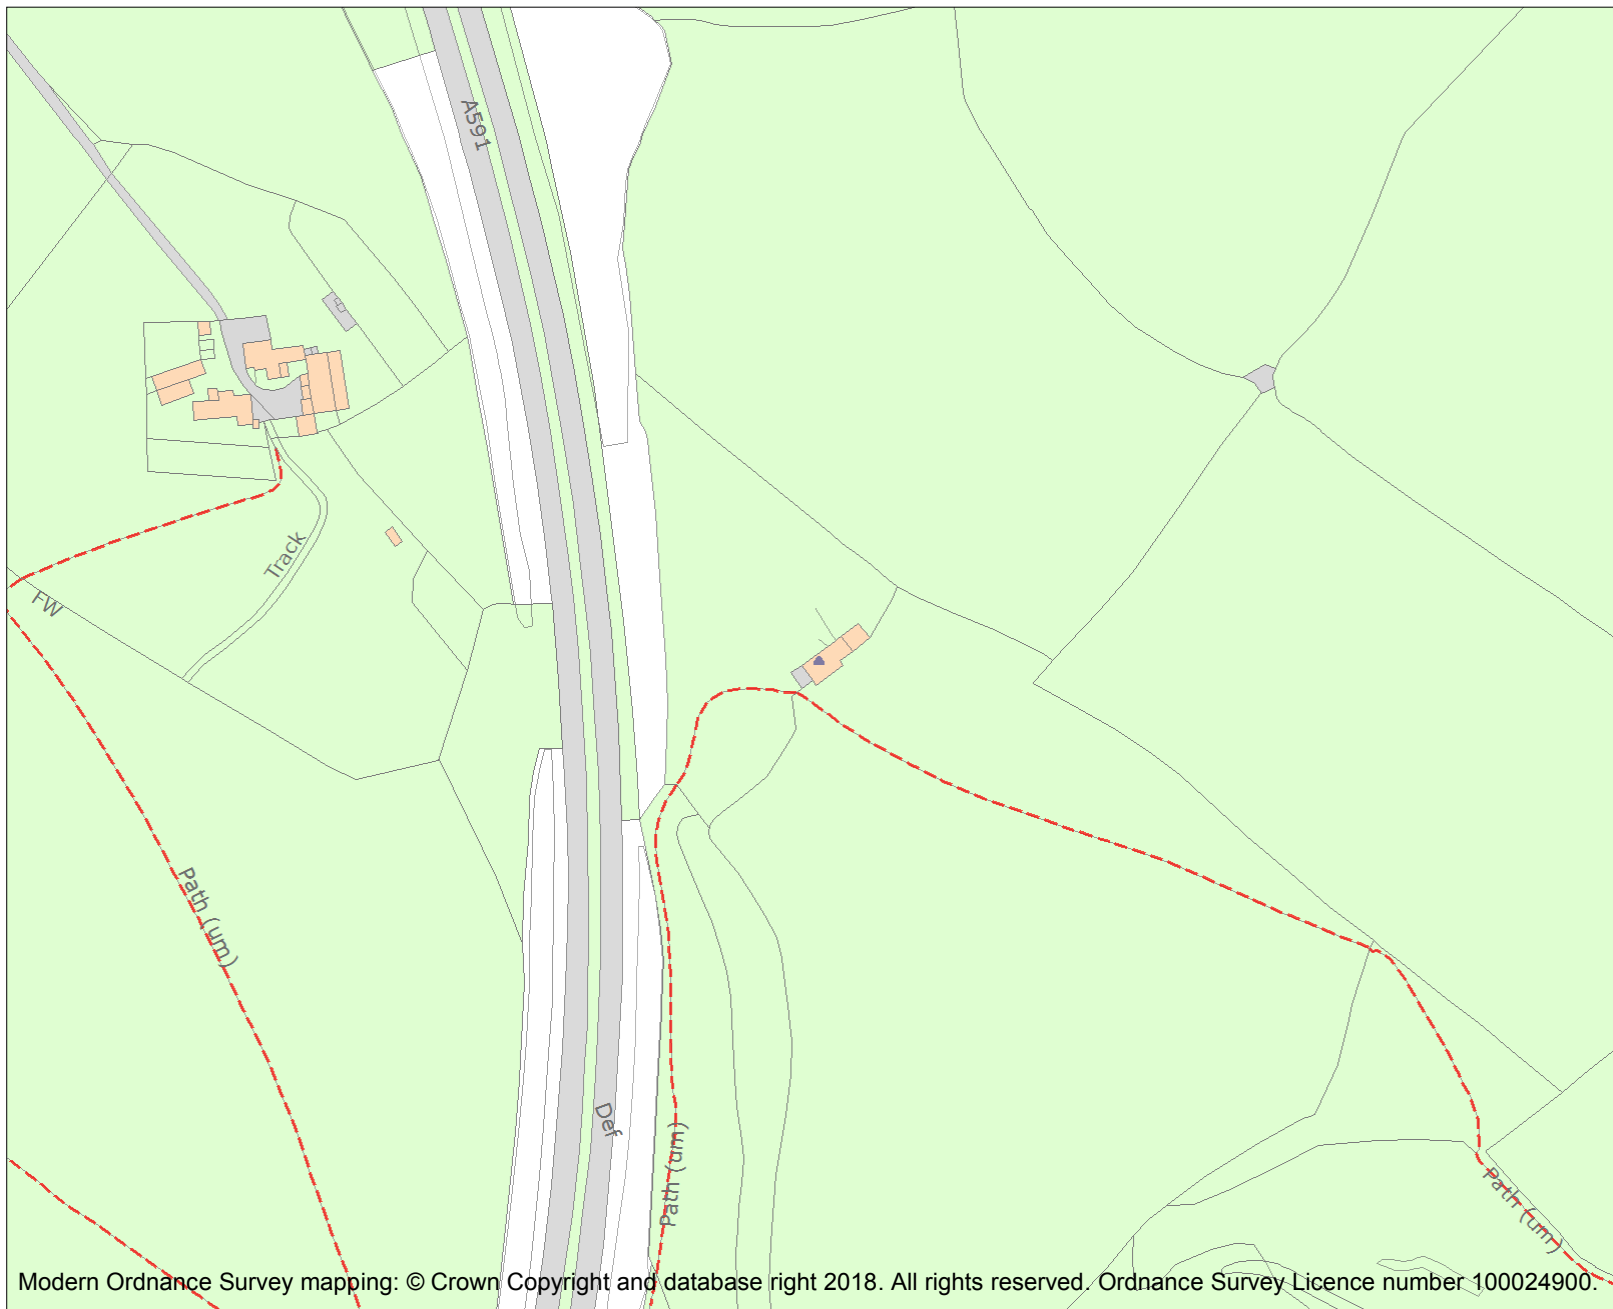 A591
Track
FW
Path (um)
Def
Path (um)
Path (um)
Modern Ordnance Survey mapping: © Crown Copyright and database right 2018. All rights reserved. Ordnance Survey Licence number 100024900.